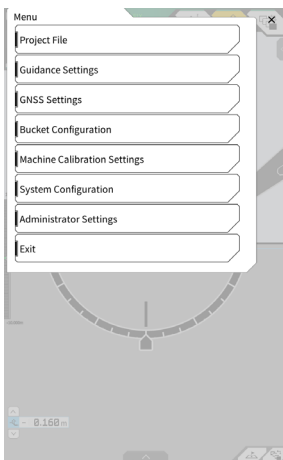 Menu
Project File
Guidance Settings
GNSS Settings
Bucket Configuration
Machine Calibration Settings
System Configuration
Administrator Settings
Exit
- 0.160 m